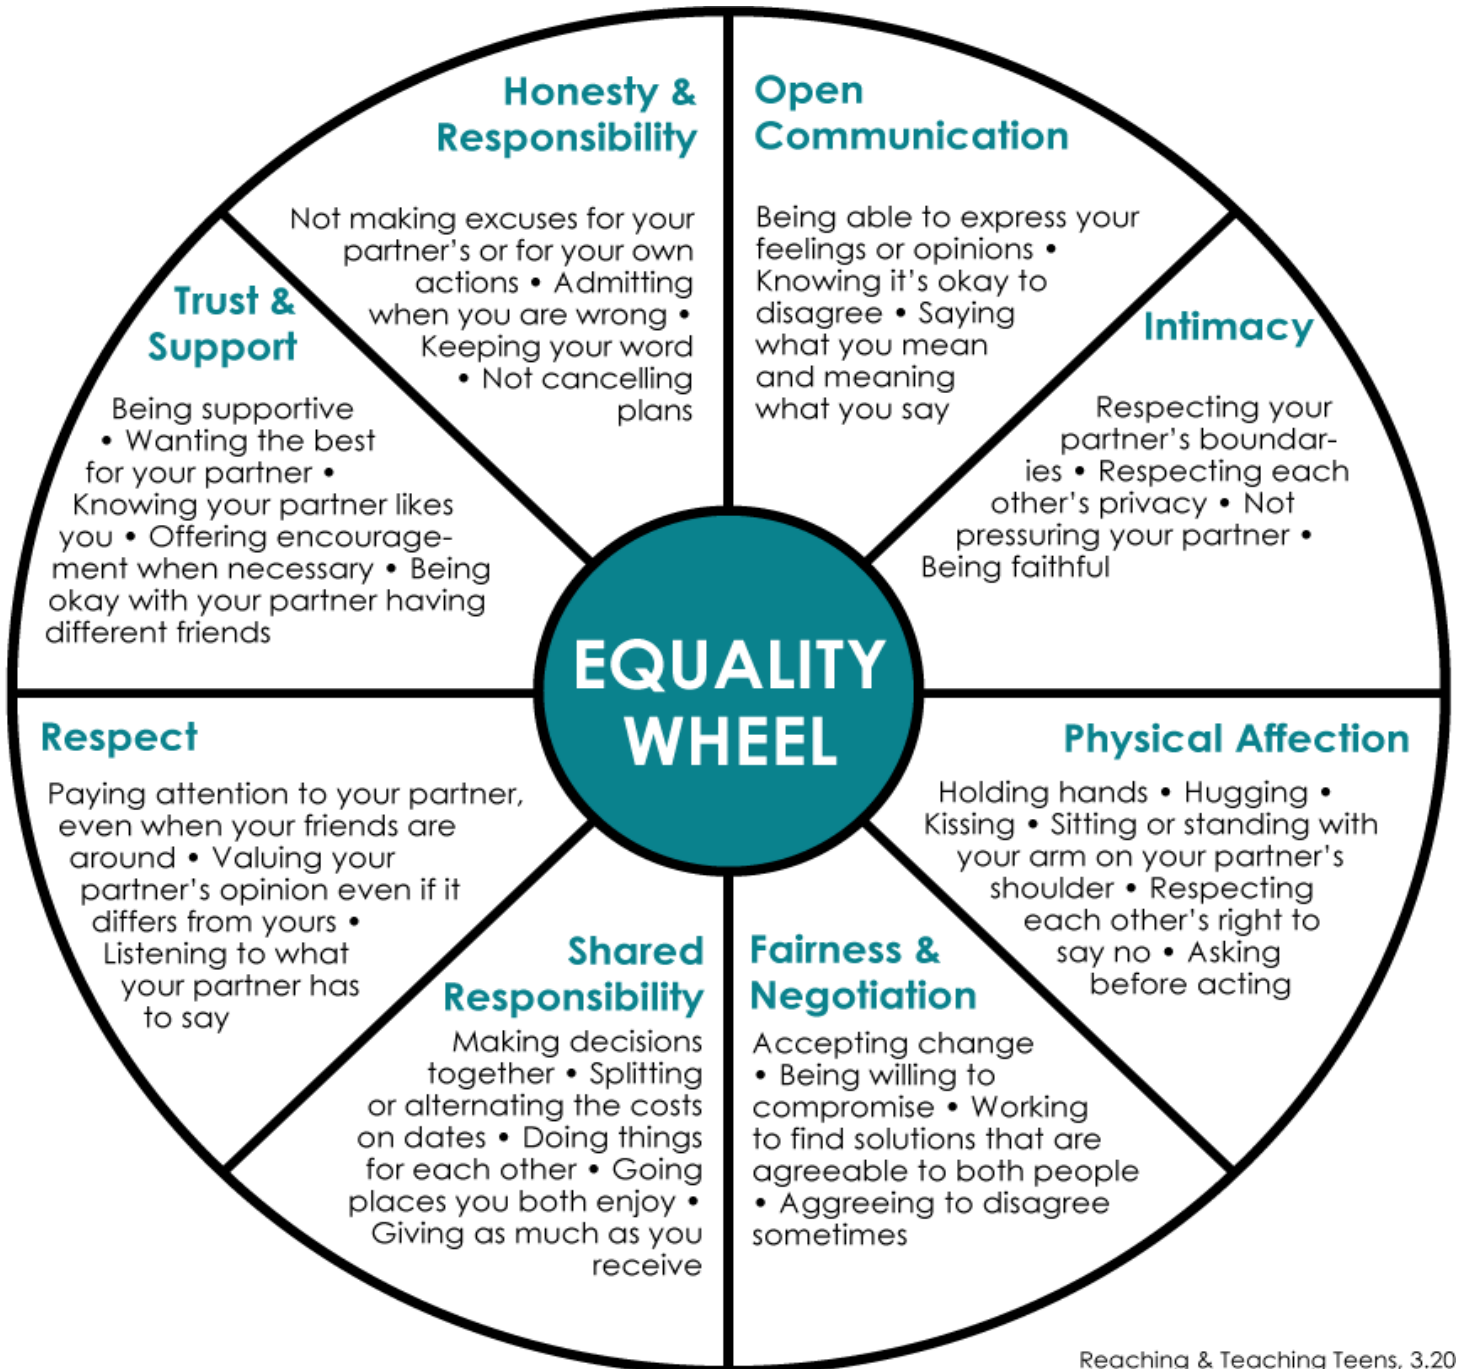 Honesty &
Responsibility
Not making excuses for your
partner's or for your own
actions • Admitting
when you are wrong •
Keeping your word
• Not cancelling
plans
Open
Communication
Being able to express your
feelings or opinions •
Knowing it's okay to
disagree • Saying
what you mean
and meaning
what you say
Intimacy
Respecting your
partner's boundar-
ies • Respecting each
other's privacy • Not
pressuring your partner •
Being faithful
Physical Affection
Holding hands • Hugging •
Kissing • Sitting or standing with
your arm on your partner's
shoulder • Respecting
each other's right to
say no • Asking
before acting
Fairness &
Negotiation
Accepting change
• Being willing to
compromise • Working
to find solutions that are
agreeable to both people
• Aggreeing to disagree
sometimes
Shared
Responsibility
Making decisions
together • Splitting
or alternating the costs
on dates • Doing things
for each other • Going
places you both enjoy •
Giving as much as you
receive
Respect
Paying attention to your partner,
even when your friends are
around • Valuing your
partner's opinion even if it
differs from yours •
Listening to what
your partner has
to say
Trust &
Support
Being supportive
• Wanting the best
for your partner •
Knowing your partner likes
you • Offering encourage-
ment when necessary • Being
okay with your partner having
different friends
EQUALITY
WHEEL
Reaching & Teaching Teens, 3.20